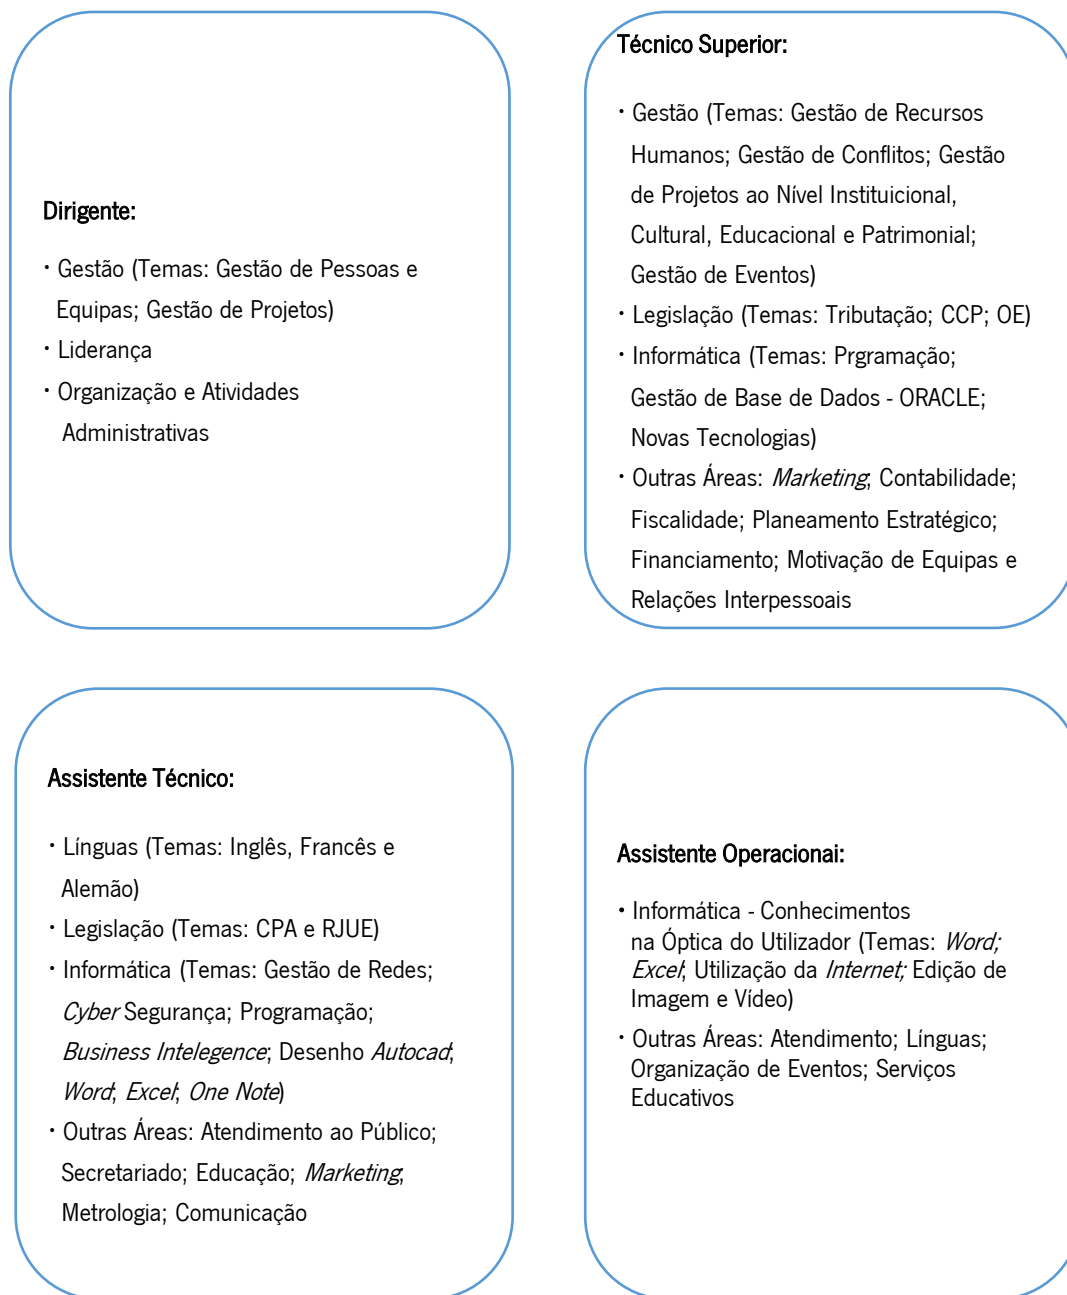 Dirigente:
· Gestão (Temas: Gestão de Pessoas e
Equipas; Gestão de Projetos)
· Liderança
· Organização e Atividades
Administrativas
Técnico Superior:
· Gestão (Temas: Gestão de Recursos
Humanos; Gestão de Conflitos; Gestão
de Projetos ao Nível Instituicional,
Cultural, Educacional e Patrimonial;
Gestão de Eventos)
· Legislação (Temas: Tributação; CCP; OE)
· Informática (Temas: Prgramação;
Gestão de Base de Dados - ORACLE;
Novas Tecnologias)
· Outras Áreas: Marketing; Contabilidade;
Fiscalidade; Planeamento Estratégico;
Financiamento; Motivação de Equipas e
Relações Interpessoais
Assistente Técnico:
· Línguas (Temas: Inglês, Francês e
Alemão)
· Legislação (Temas: CPA e RJUE)
· Informática (Temas: Gestão de Redes;
Cyber Segurança; Programação;
Business Intelegence; Desenho Autocad;
Word; Excel; One Note)
· Outras Áreas: Atendimento ao Público;
Secretariado; Educação; Marketing;
Metrologia; Comunicação
Assistente Operacionai:
· Informática - Conhecimentos
na Óptica do Utilizador (Temas: Word;
Excel; Utilização da Internet; Edição de
Imagem e Vídeo)
· Outras Áreas: Atendimento; Línguas;
Organização de Eventos; Serviços
Educativos